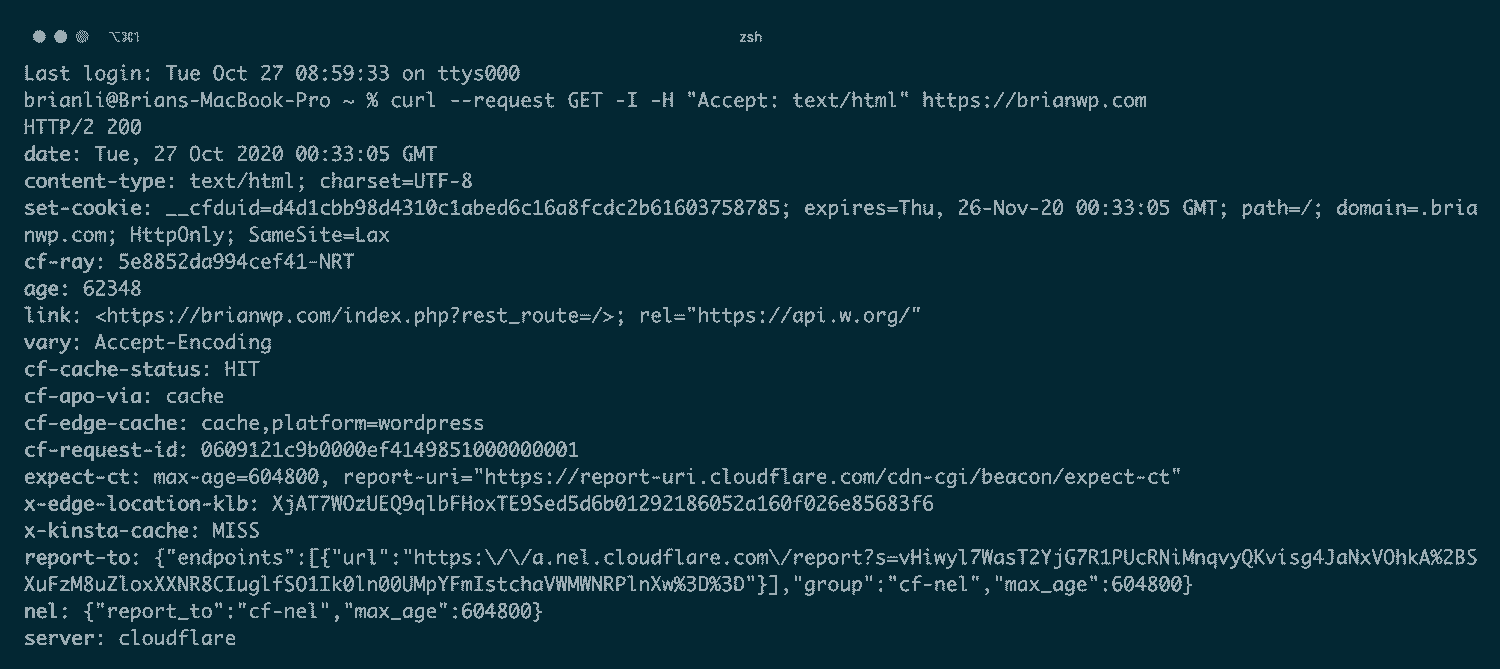 ⌥⌘1
zsh
Last login: Tue Oct 27 08:59:33 on ttys000
brianli@Brians-MacBook-Pro ~ % curl --request GET -I -H "Accept: text/html" https://brianwp.com
HTTP/2 200
date: Tue, 27 Oct 2020 00:33:05 GMT
content-type: text/html; charset=UTF-8
set-cookie: __cfduid=d4d1cbb98d4310c1abed6c16a8fcdc2b61603758785; expires=Thu, 26-Nov-20 00:33:05 GMT; path=/; domain=.bria
nwp.com; HttpOnly; SameSite=Lax
cf-ray: 5e8852da994cef41-NRT
age: 62348
link: <https://brianwp.com/index.php?rest_route=/>; rel="https://api.w.org/"
vary: Accept-Encoding
cf-cache-status: HIT
cf-apo-via: cache
cf-edge-cache: cache,platform=wordpress
cf-request-id: 0609121c9b0000ef4149851000000001
expect-ct: max-age=604800, report-uri="https://report-uri.cloudflare.com/cdn-cgi/beacon/expect-ct"
x-edge-location-klb: XjAT7WOzUEQ9qlbFHoxTE9Sed5d6b01292186052a160f026e85683f6
x-kinsta-cache: MISS
report-to: {"endpoints":[{"url":"https:\/\/a.nel.cloudflare.com\/report?s=vHiwyl7WasT2YjG7R1PUcRNiMnqvyQKvisg4JaNxVOhkA%2BS
XuFzM8uZloxXXNR8CIuglfSO1Ik0ln00UMpYFmIstchaVWMWNRPlnXw%3D%3D"}],"group":"cf-nel","max_age":604800}
nel: {"report_to":"cf-nel","max_age":604800}
server: cloudflare